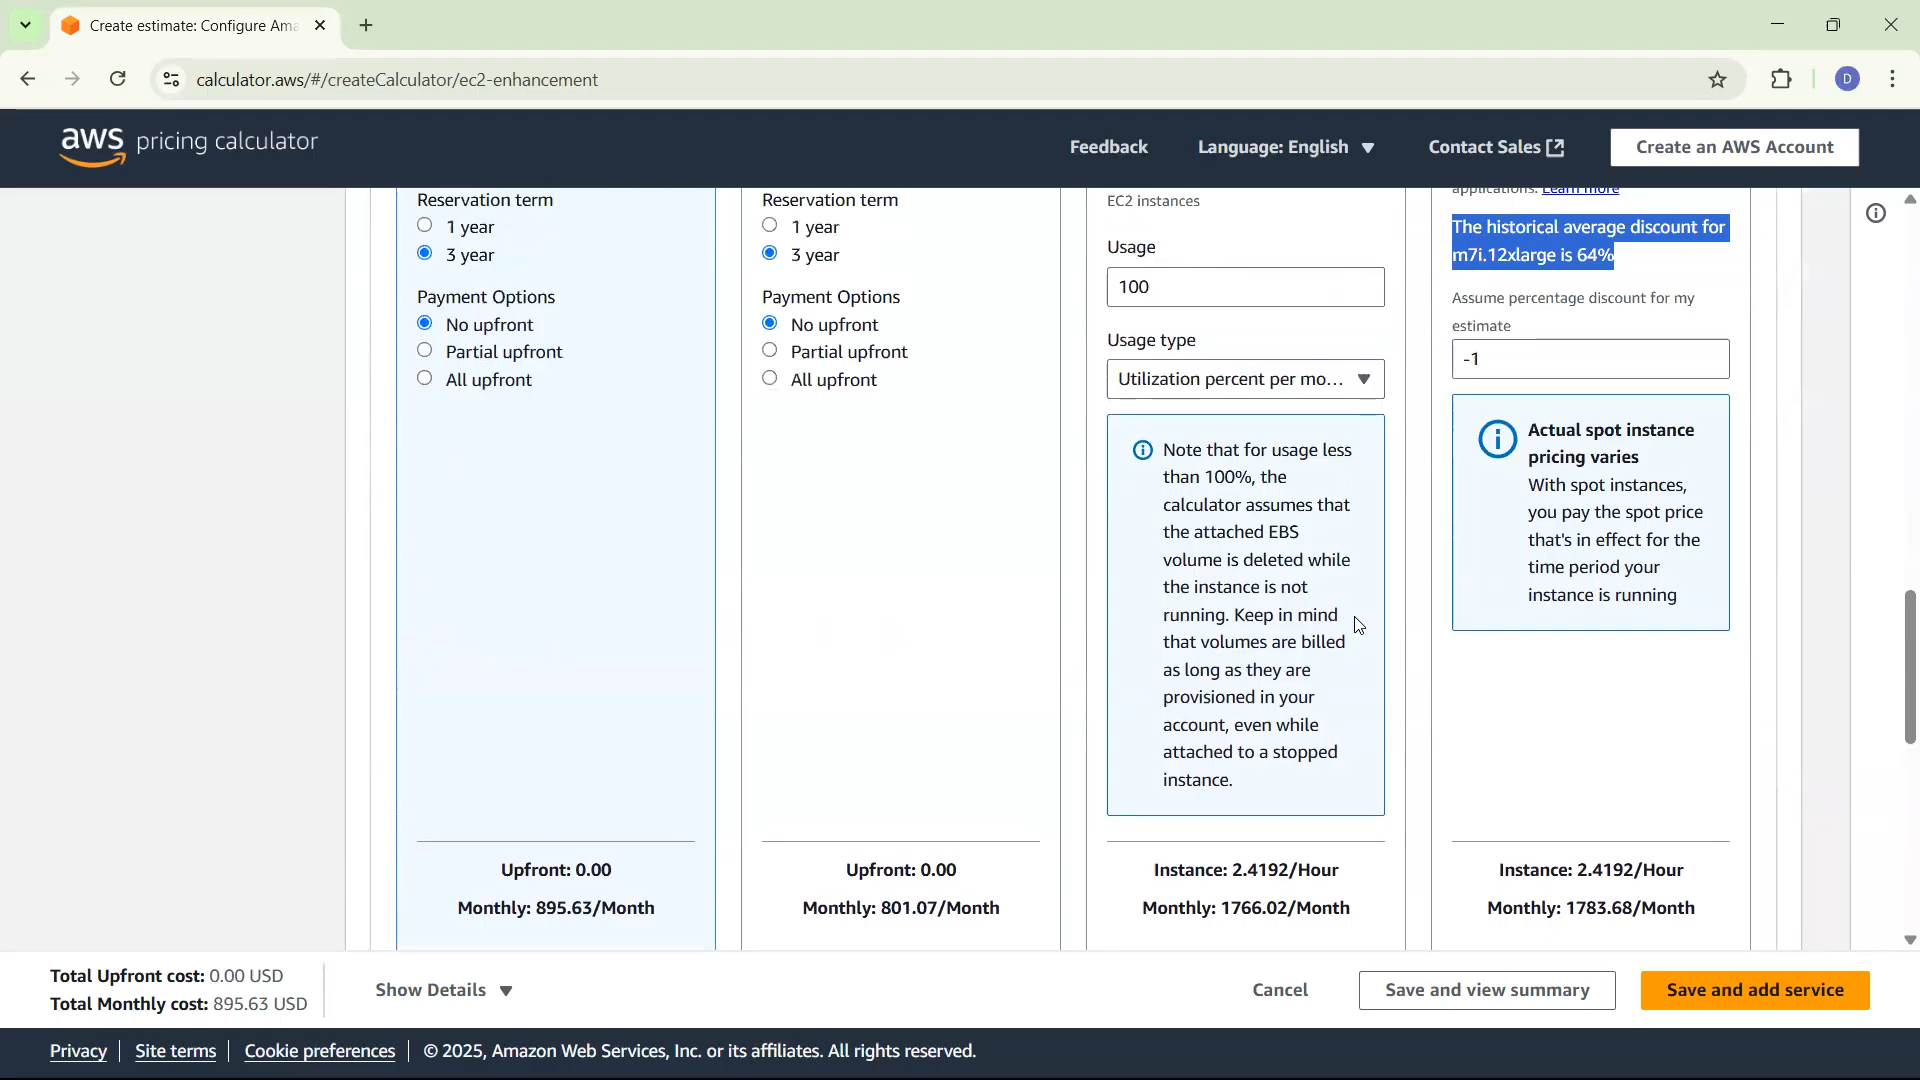 Create estimate: Configure Ama
calculator.aws/#/createCalculator/ec2-enhancement
D
aws pricing calculator
Feedback
Language: English
Contact Sales
Create an AWS Account
Reservation term
1 year
3 year
Payment Options
No upfront
Partial upfront
All upfront
Upfront: 0.00
Monthly: 895.63/Month
Reservation term
1 year
3 year
Payment Options
No upfront
Partial upfront
All upfront
Upfront: 0.00
Monthly: 801.07/Month
EC2 instances
Usage
100
Usage type
Utilization percent per mo...
Note that for usage less
than 100%, the
calculator assumes that
the attached EBS
volume is deleted while
the instance is not
running. Keep in mind
that volumes are billed
as long as they are
provisioned in your
account, even while
attached to a stopped
instance.
Instance: 2.4192/Hour
Monthly: 1766.02/Month
applications. Learn more
The historical average discount for
m7i.12xlarge is 64%
Assume percentage discount for my
estimate
-1
Actual spot instance
pricing varies
With spot instances,
you pay the spot price
that's in effect for the
time period your
instance is running
Instance: 2.4192/Hour
Monthly: 1783.68/Month
Total Upfront cost: 0.00 USD
Total Monthly cost: 895.63 USD
Show Details
Cancel
Save and view summary
Save and add service
Privacy
Site terms
Cookie preferences
© 2025, Amazon Web Services, Inc. or its affiliates. All rights reserved.